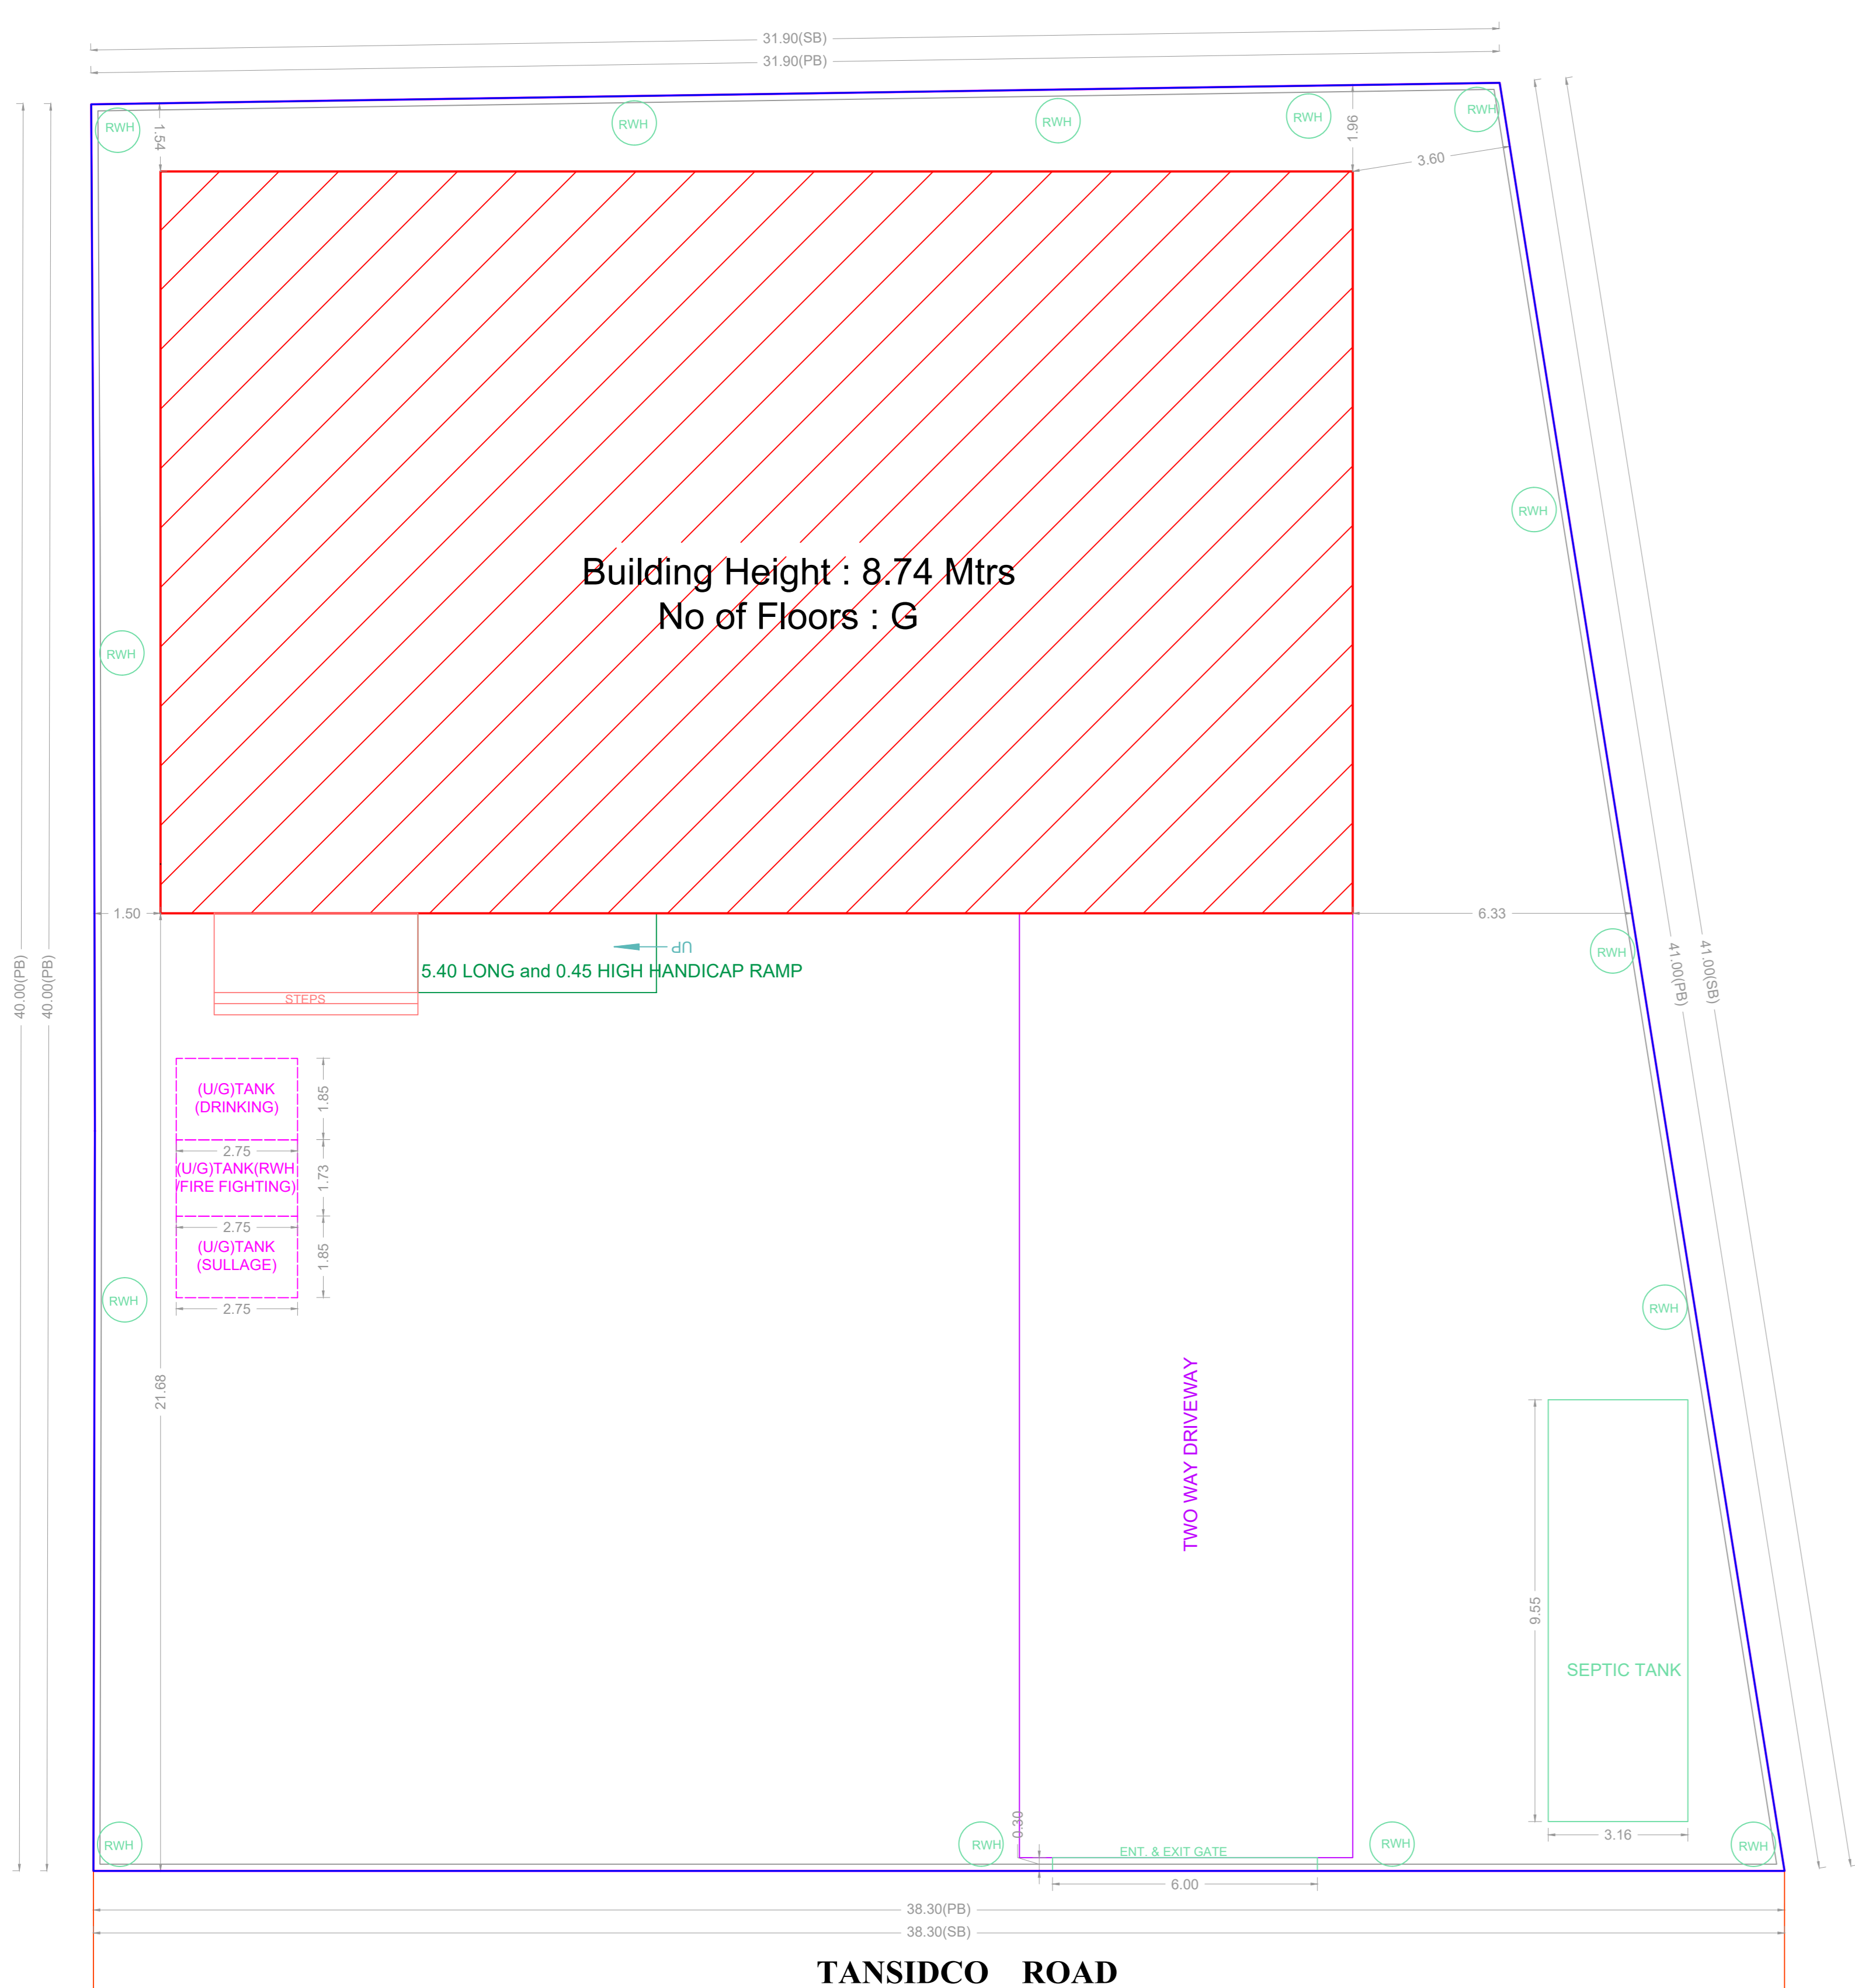 31.90(SB)
31.90(PB)
RWH
RWH
RWH
RWH
RWH
1.54
1.96
3.60
RWH
Building Height : 8.74 Mtrs
No of Floors : G
RWH
1.50
6.33
UP
RWH
5.40 LONG and 0.45 HIGH HANDICAP RAMP
40.00(PB)
40.00(PB)
41.00(PB)
41.00(SB)
STEPS
(U/G)TANK
(DRINKING)
1.85
2.75
(U/G)TANK(RWH
/FIRE FIGHTING)
1.73
2.75
(U/G)TANK
(SULLAGE)
1.85
2.75
RWH
RWH
21.68
TWO WAY DRIVEWAY
9.55
SEPTIC TANK
3.16
RWH
RWH
0.30
ENT. & EXIT GATE
RWH
RWH
6.00
38.30(PB)
38.30(SB)
TANSIDCO ROAD